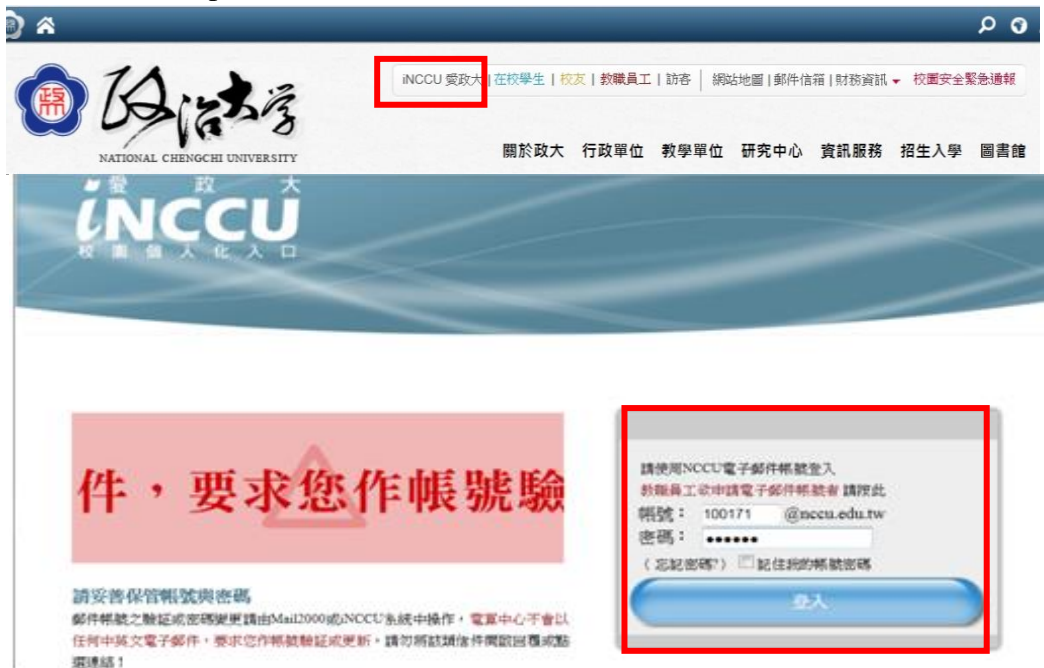 政治大學
NATIONAL CHENGCHI UNIVERSITY
iNCCU 愛政大 | 在校學生 | 校友 | 教職員工 | 訪客 | 網站地圖 | 郵件信箱 | 財務資訊 校園安全緊急通報
關於政大 行政單位 教學單位 研究中心 資訊服務 招生入學 圖書館
愛政大
iNCCU
校園個人化入口
件，要求您作帳號驗
請使用NCCU電子郵件帳號登入
教職員工欲申請電子郵件帳號者 請按此
帳號： 100171 @nccu.edu.tw
密碼： ●●●●●●
( 忘記密碼? ) 記住我的帳號密碼
登入
請妥善保管帳號與密碼
郵件帳號之驗証或密碼變更請由Mail2000或iNCCU系統中操作，電算中心不會以
任何中英文電子郵件，要求您作帳號驗証或更新，請勿將該類信件開啟回覆或點
選連結！